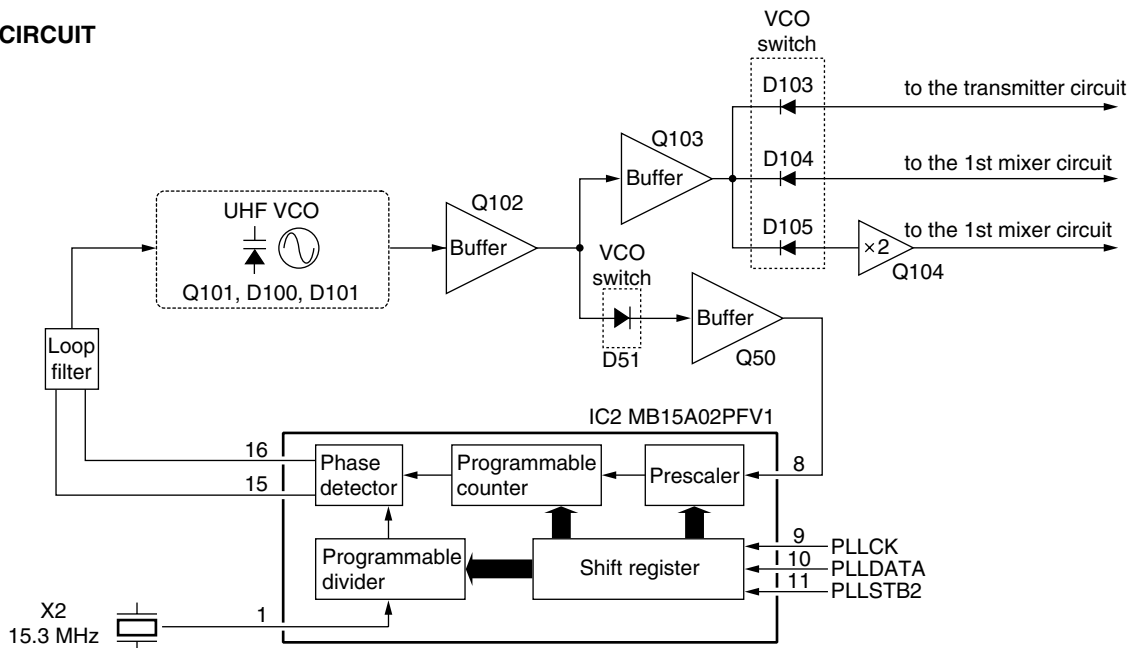 CIRCUIT
VCO
switch
D103
to the transmitter circuit
Q103
Buffer
D104
to the 1st mixer circuit
D105
×2
to the 1st mixer circuit
Q104
UHF VCO
Q101, D100, D101
Q102
Buffer
VCO
switch
D51
Buffer
Q50
Loop
filter
IC2 MB15A02PFV1
16
15
Phase
detector
Programmable
counter
Prescaler
8
Programmable
divider
Shift register
9
PLLCK
10
PLLDATA
11
PLLSTB2
X2
15.3 MHz
1